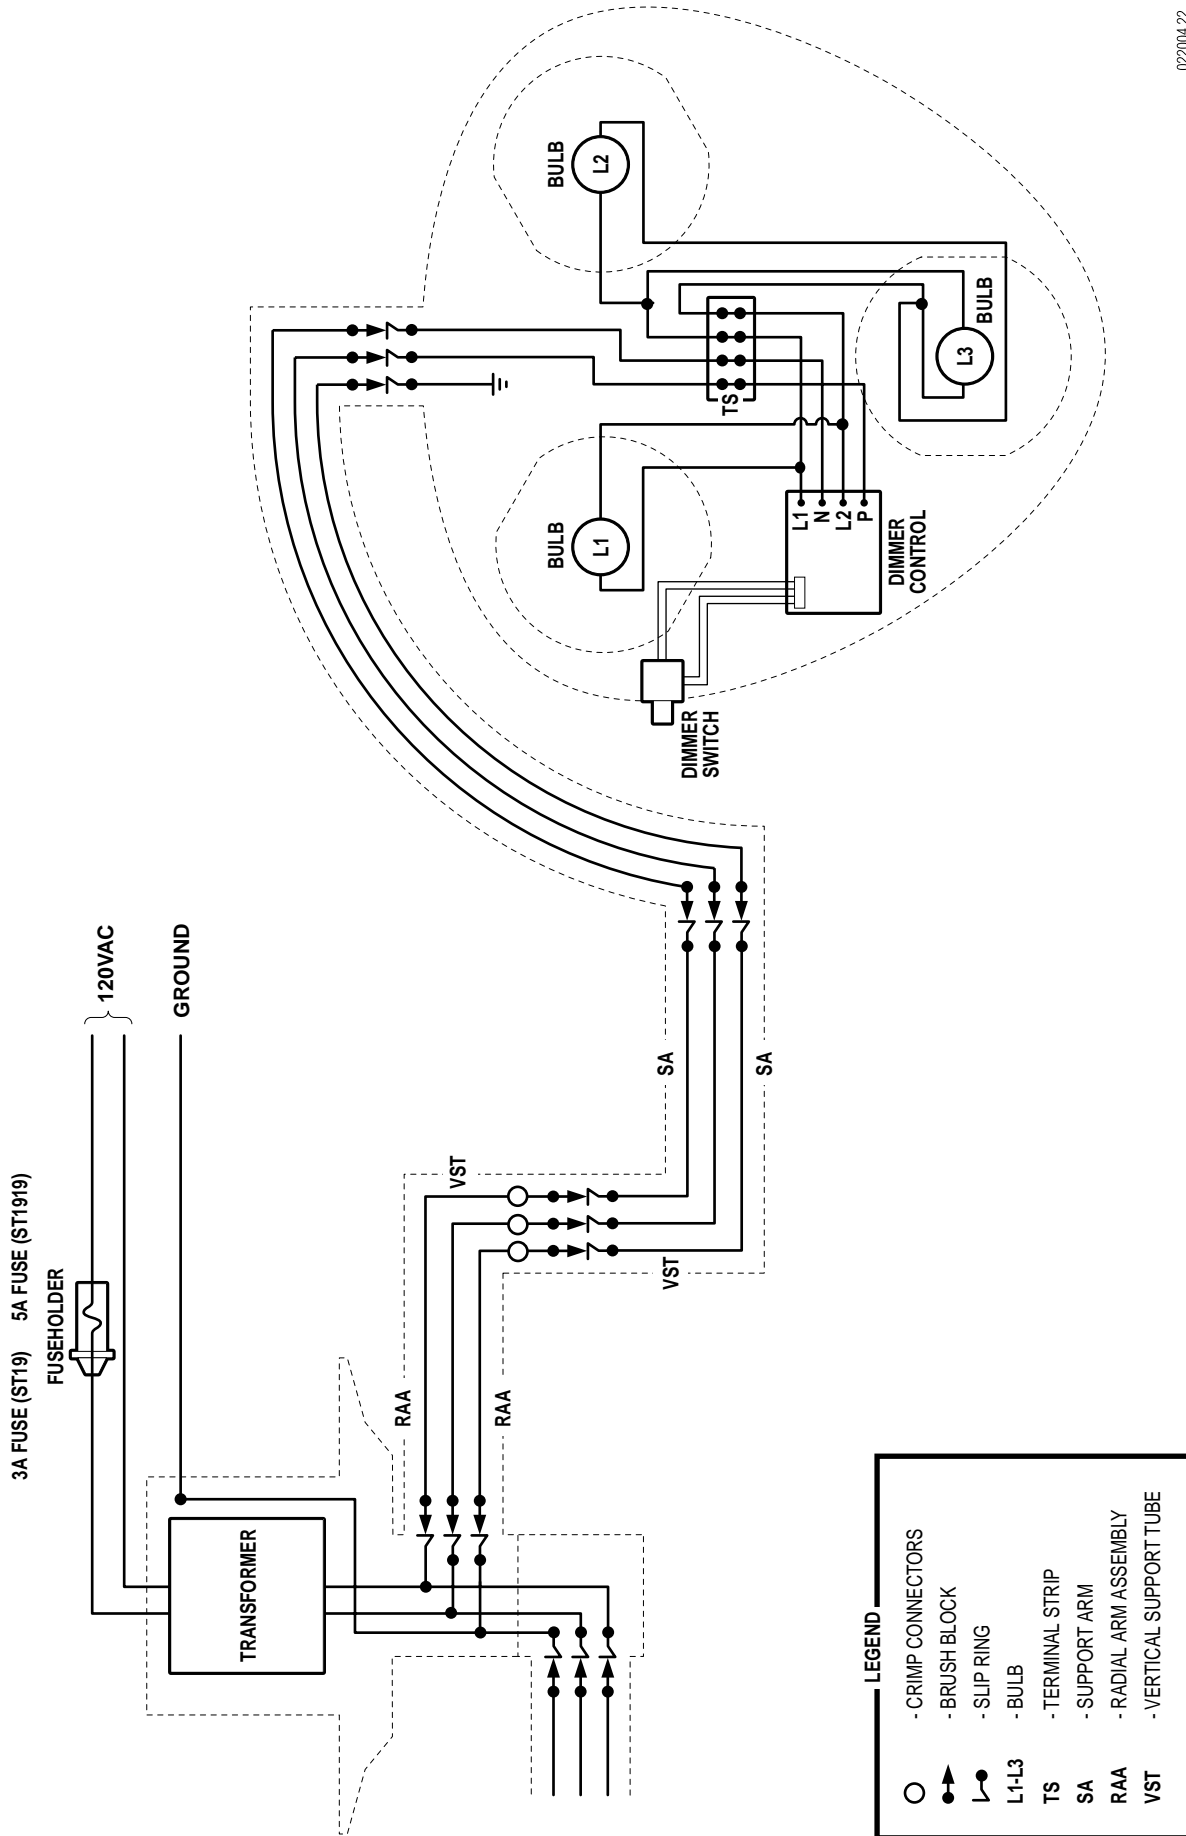 3A FUSE (ST19) 5A FUSE (ST1919)
FUSEHOLDER
120VAC
GROUND
TRANSFORMER
RAA
RAA
VST
VST
SA
SA
DIMMER
SWITCH
BULB
L1
BULB
L2
BULB
L3
TS
L1
N
L2
P
DIMMER
CONTROL
LEGEND
- CRIMP CONNECTORS
- BRUSH BLOCK
- SLIP RING
L1-L3 - BULB
TS - TERMINAL STRIP
SA - SUPPORT ARM
RAA - RADIAL ARM ASSEMBLY
VST - VERTICAL SUPPORT TUBE
022004.22